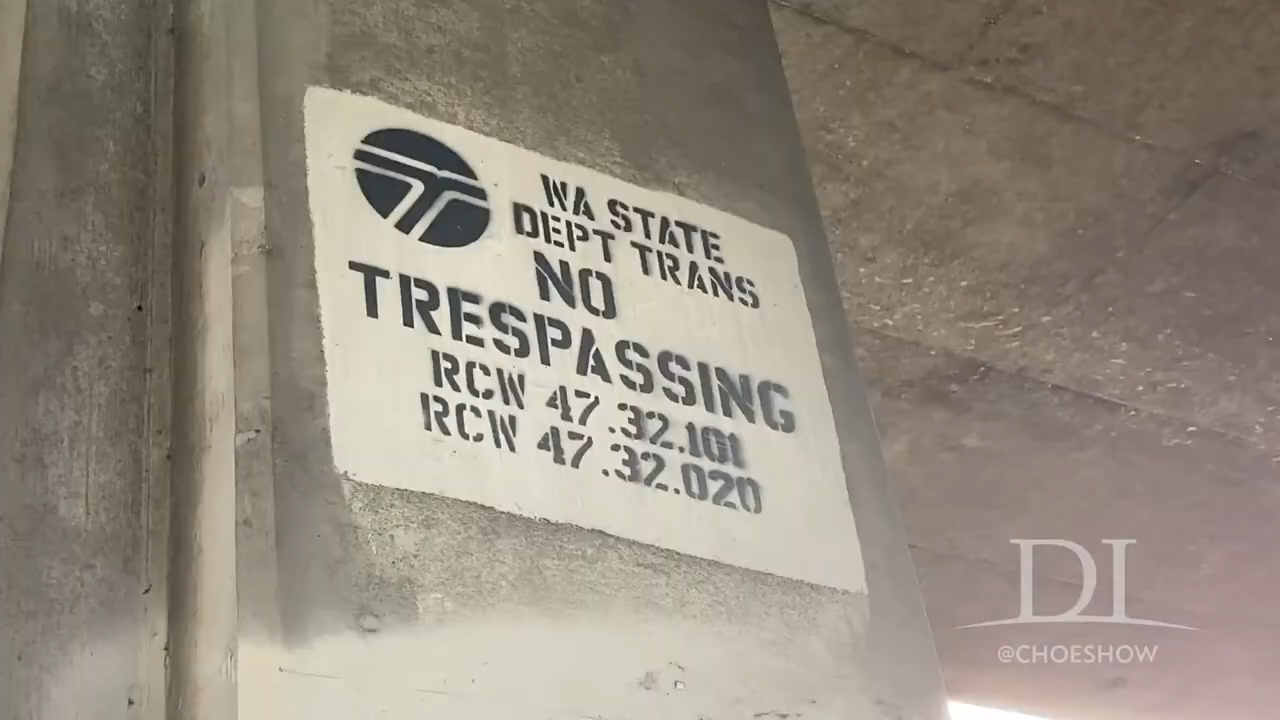 WA STATE
DEPT TRANS
NO
TRESPASSING
RCW 47.32.101
RCW 47.32.020
DI
@CHOESHOW